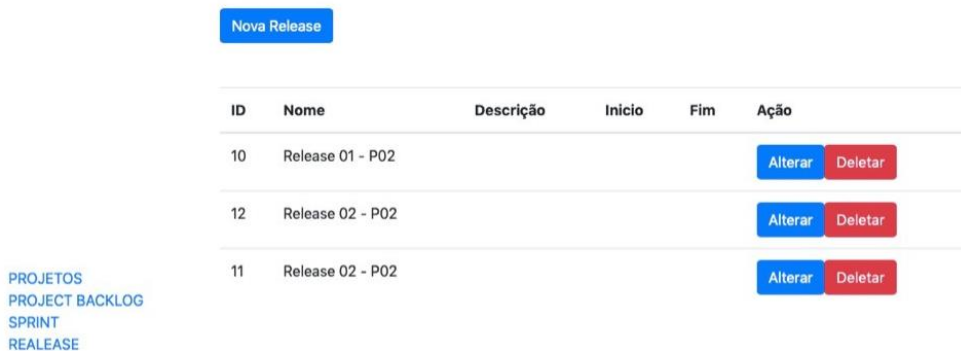 Nova Release
ID Nome Descrição Inicio Fim Ação
10 Release 01 - P02 Alterar Deletar
12 Release 02 - P02 Alterar Deletar
11 Release 02 - P02 Alterar Deletar
PROJETOS
PROJECT BACKLOG
SPRINT
REALEASE